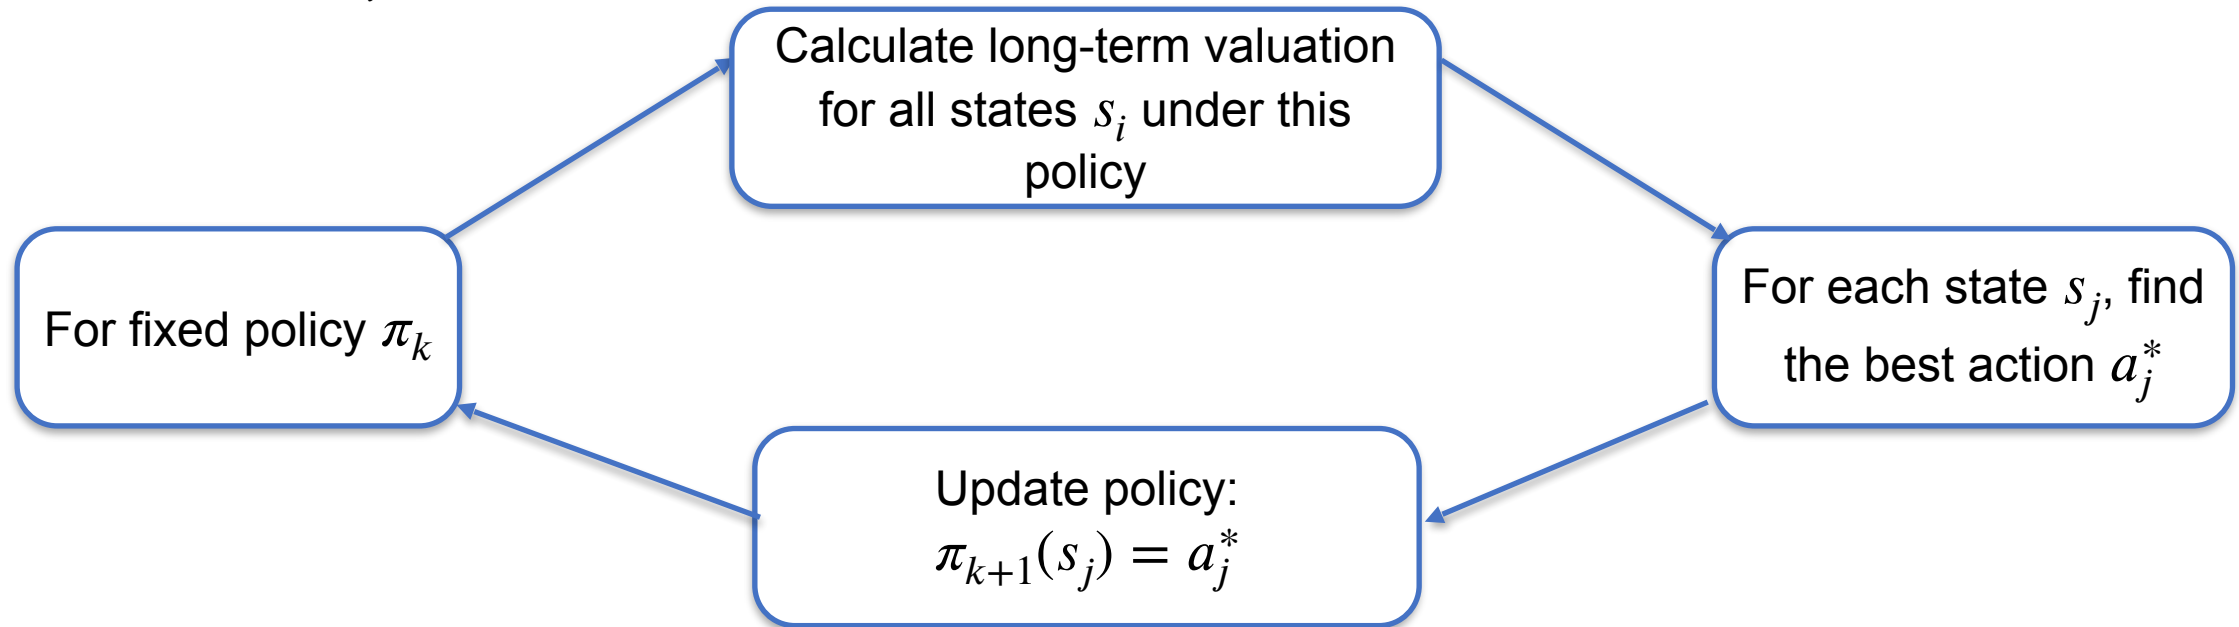 Calculate long-term valuation
for all states sᵢ under this
policy
For fixed policy πₖ
For each state sⱼ, find
the best action aⱼ*
Update policy:
πₖ₊₁(sⱼ) = aⱼ*